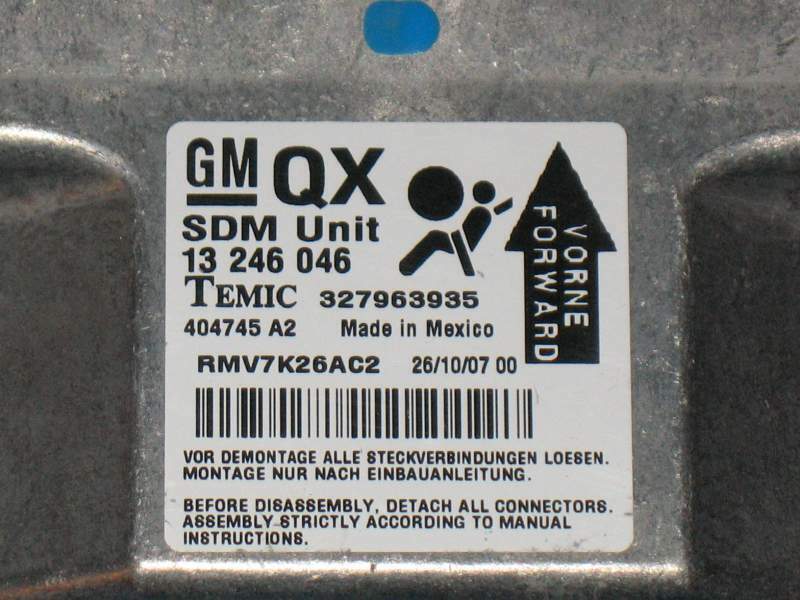 GM QX
SDM Unit
13 246 046
TEMIC 327963935
404745 A2 Made in Mexico
RMV7K26AC2 26/10/07 00
VORNE
FORWARD
VOR DEMONTAGE ALLE STECKVERBINDUNGEN LOESEN.
MONTAGE NUR NACH EINBAUANLEITUNG.
BEFORE DISASSEMBLY, DETACH ALL CONNECTORS.
ASSEMBLY STRICTLY ACCORDING TO MANUAL
INSTRUCTIONS.